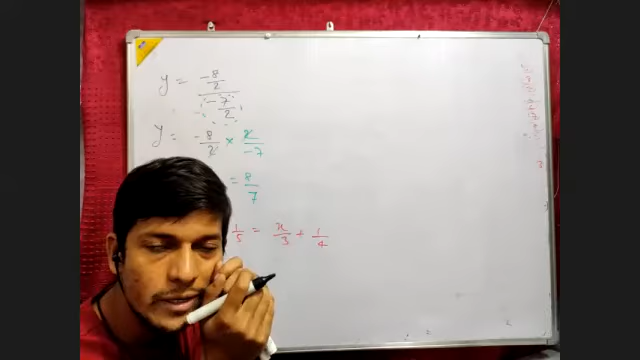 y = -8/2 / -7/2
y = -8/2 × 2/-7
= 8/7
1/5 = x/3 + 1/4